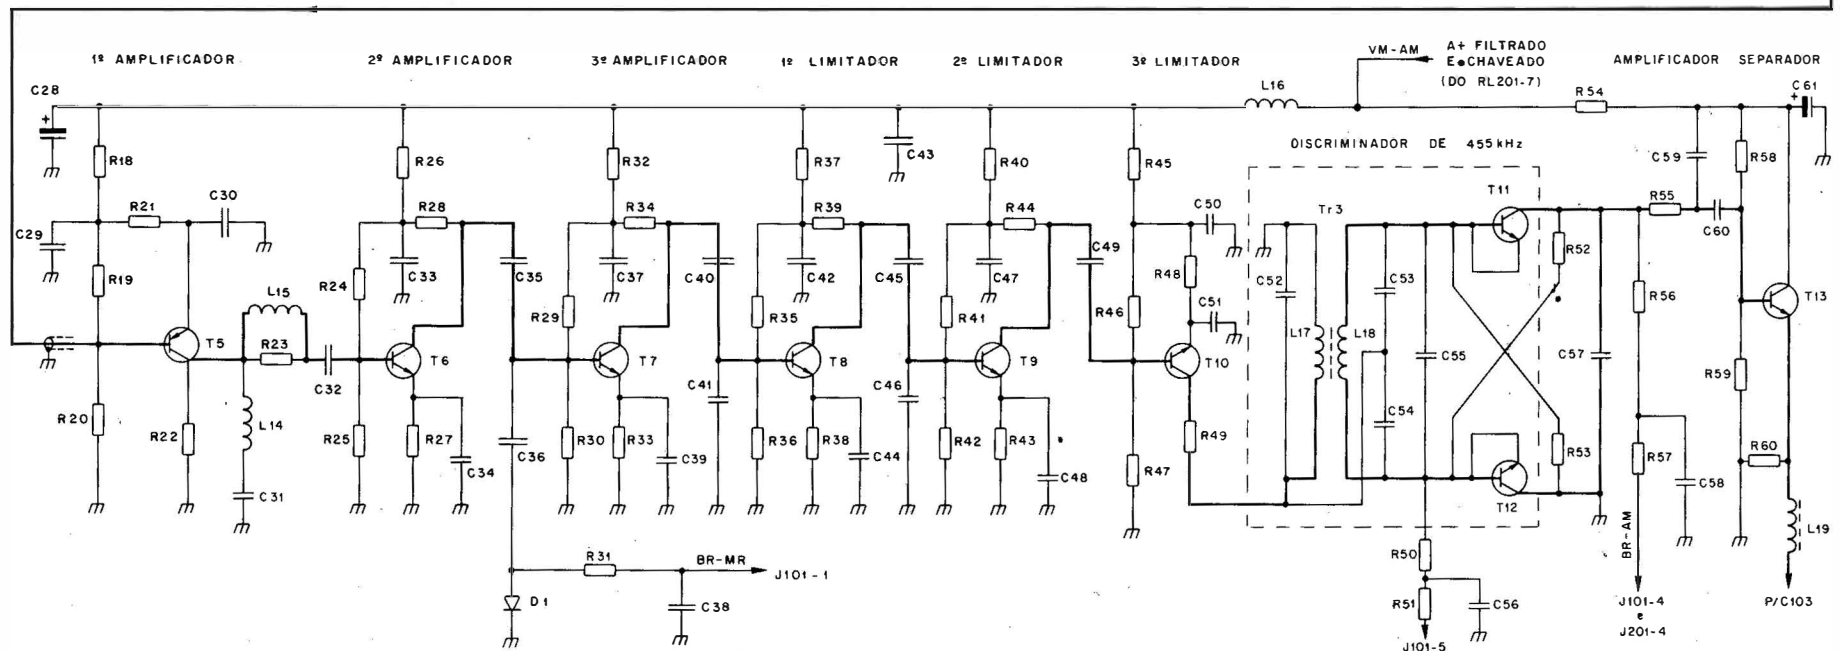 1º AMPLIFICADOR
2º AMPLIFICADOR
3º AMPLIFICADOR
1º LIMITADOR
2º LIMITADOR
3º LIMITADOR
VM-AM
A+ FILTRADO
E CHAVEADO
(DO RL201-7)
AMPLIFICADOR
SEPARADOR
C28
+
R18
R26
R32
R37
C43
R40
R45
L16
R54
+
C61
DISCRIMINADOR DE 455kHz
C59
R58
C29
R21
C30
R28
R34
R39
R44
C50
Tr3
T11
R55
C60
R19
L15
R24
C33
C35
C37
C40
C42
C45
C47
C49
R48
C51
C52
C53
R52
R56
T13
T5
R23
C32
T6
R29
T7
R35
T8
R41
T9
R46
T10
L17
L18
C55
C57
R59
R20
R22
L14
C31
R25
R27
C34
C36
R30
R33
C39
C41
R36
R38
C44
C46
R42
R43
C48
R47
R49
C54
R53
T12
R57
C58
R60
L19
R31
BR-MR
J101-1
D1
C38
R50
R51
C56
J101-5
BR-AM
J101-4
e
J201-4
P/C103